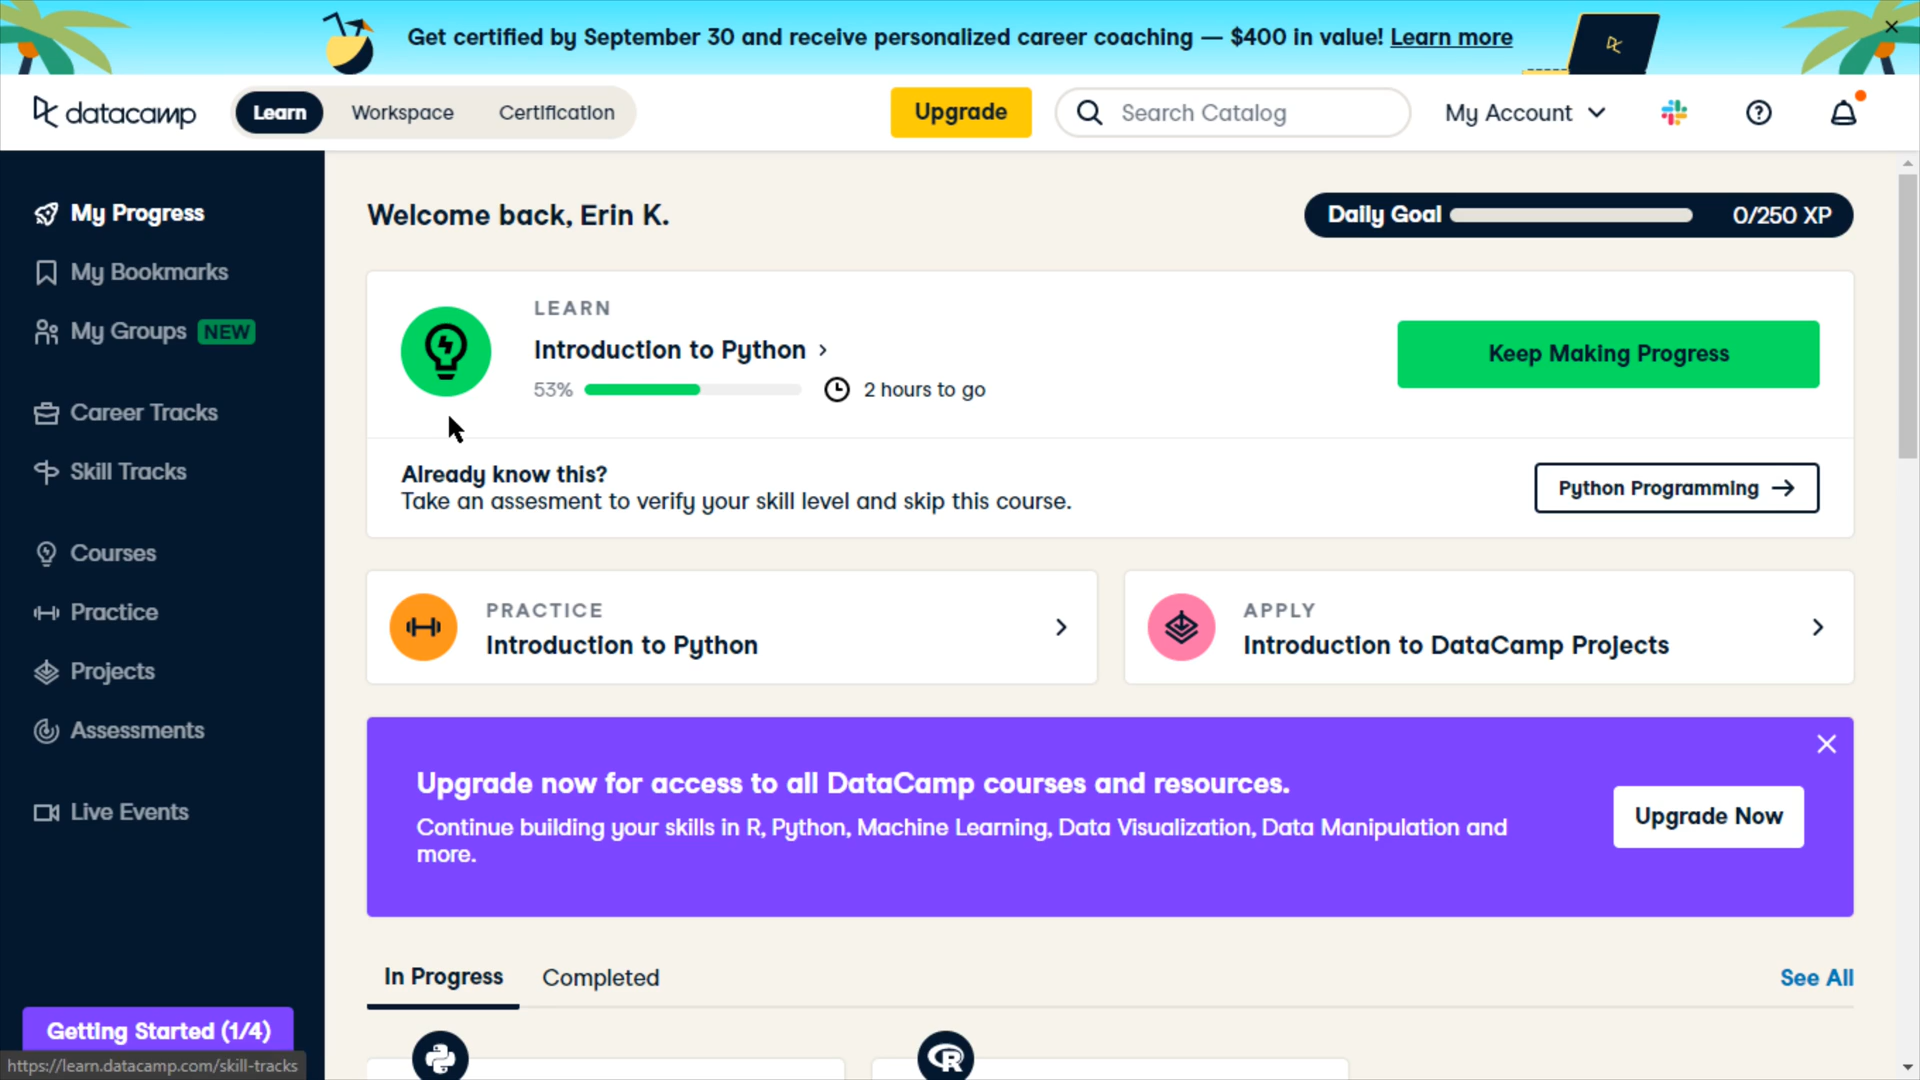 Get certified by September 30 and receive personalized career coaching — $400 in value! Learn more
datacamp
Learn
Workspace
Certification
Upgrade
Search Catalog
My Account
My Progress
My Bookmarks
My Groups NEW
Career Tracks
Skill Tracks
Courses
Practice
Projects
Assessments
Live Events
Getting Started (1/4)
https://learn.datacamp.com/skill-tracks
Welcome back, Erin K.
Daily Goal 0/250 XP
LEARN
Introduction to Python
53% 2 hours to go
Keep Making Progress
Already know this?
Take an assesment to verify your skill level and skip this course.
Python Programming
PRACTICE
Introduction to Python
APPLY
Introduction to DataCamp Projects
Upgrade now for access to all DataCamp courses and resources.
Continue building your skills in R, Python, Machine Learning, Data Visualization, Data Manipulation and
more.
Upgrade Now
In Progress
Completed
See All